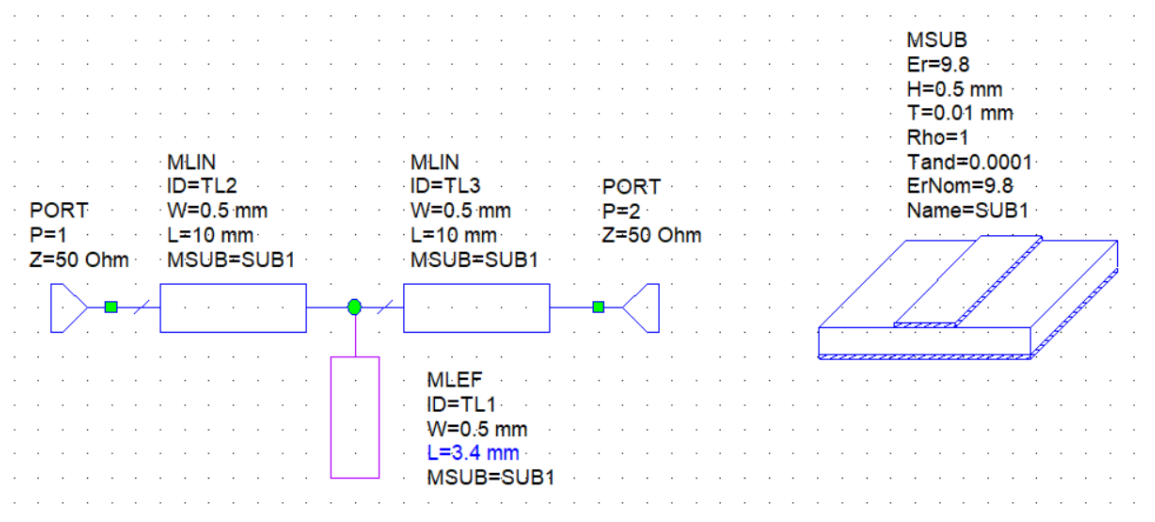 MSUB
Er=9.8
H=0.5 mm
T=0.01 mm
Rho=1
Tand=0.0001
ErNom=9.8
Name=SUB1
PORT
P=1
Z=50 Ohm
MLIN
ID=TL2
W=0.5 mm
L=10 mm
MSUB=SUB1
MLIN
ID=TL3
W=0.5 mm
L=10 mm
MSUB=SUB1
PORT
P=2
Z=50 Ohm
MLEF
ID=TL1
W=0.5 mm
L=3.4 mm
MSUB=SUB1